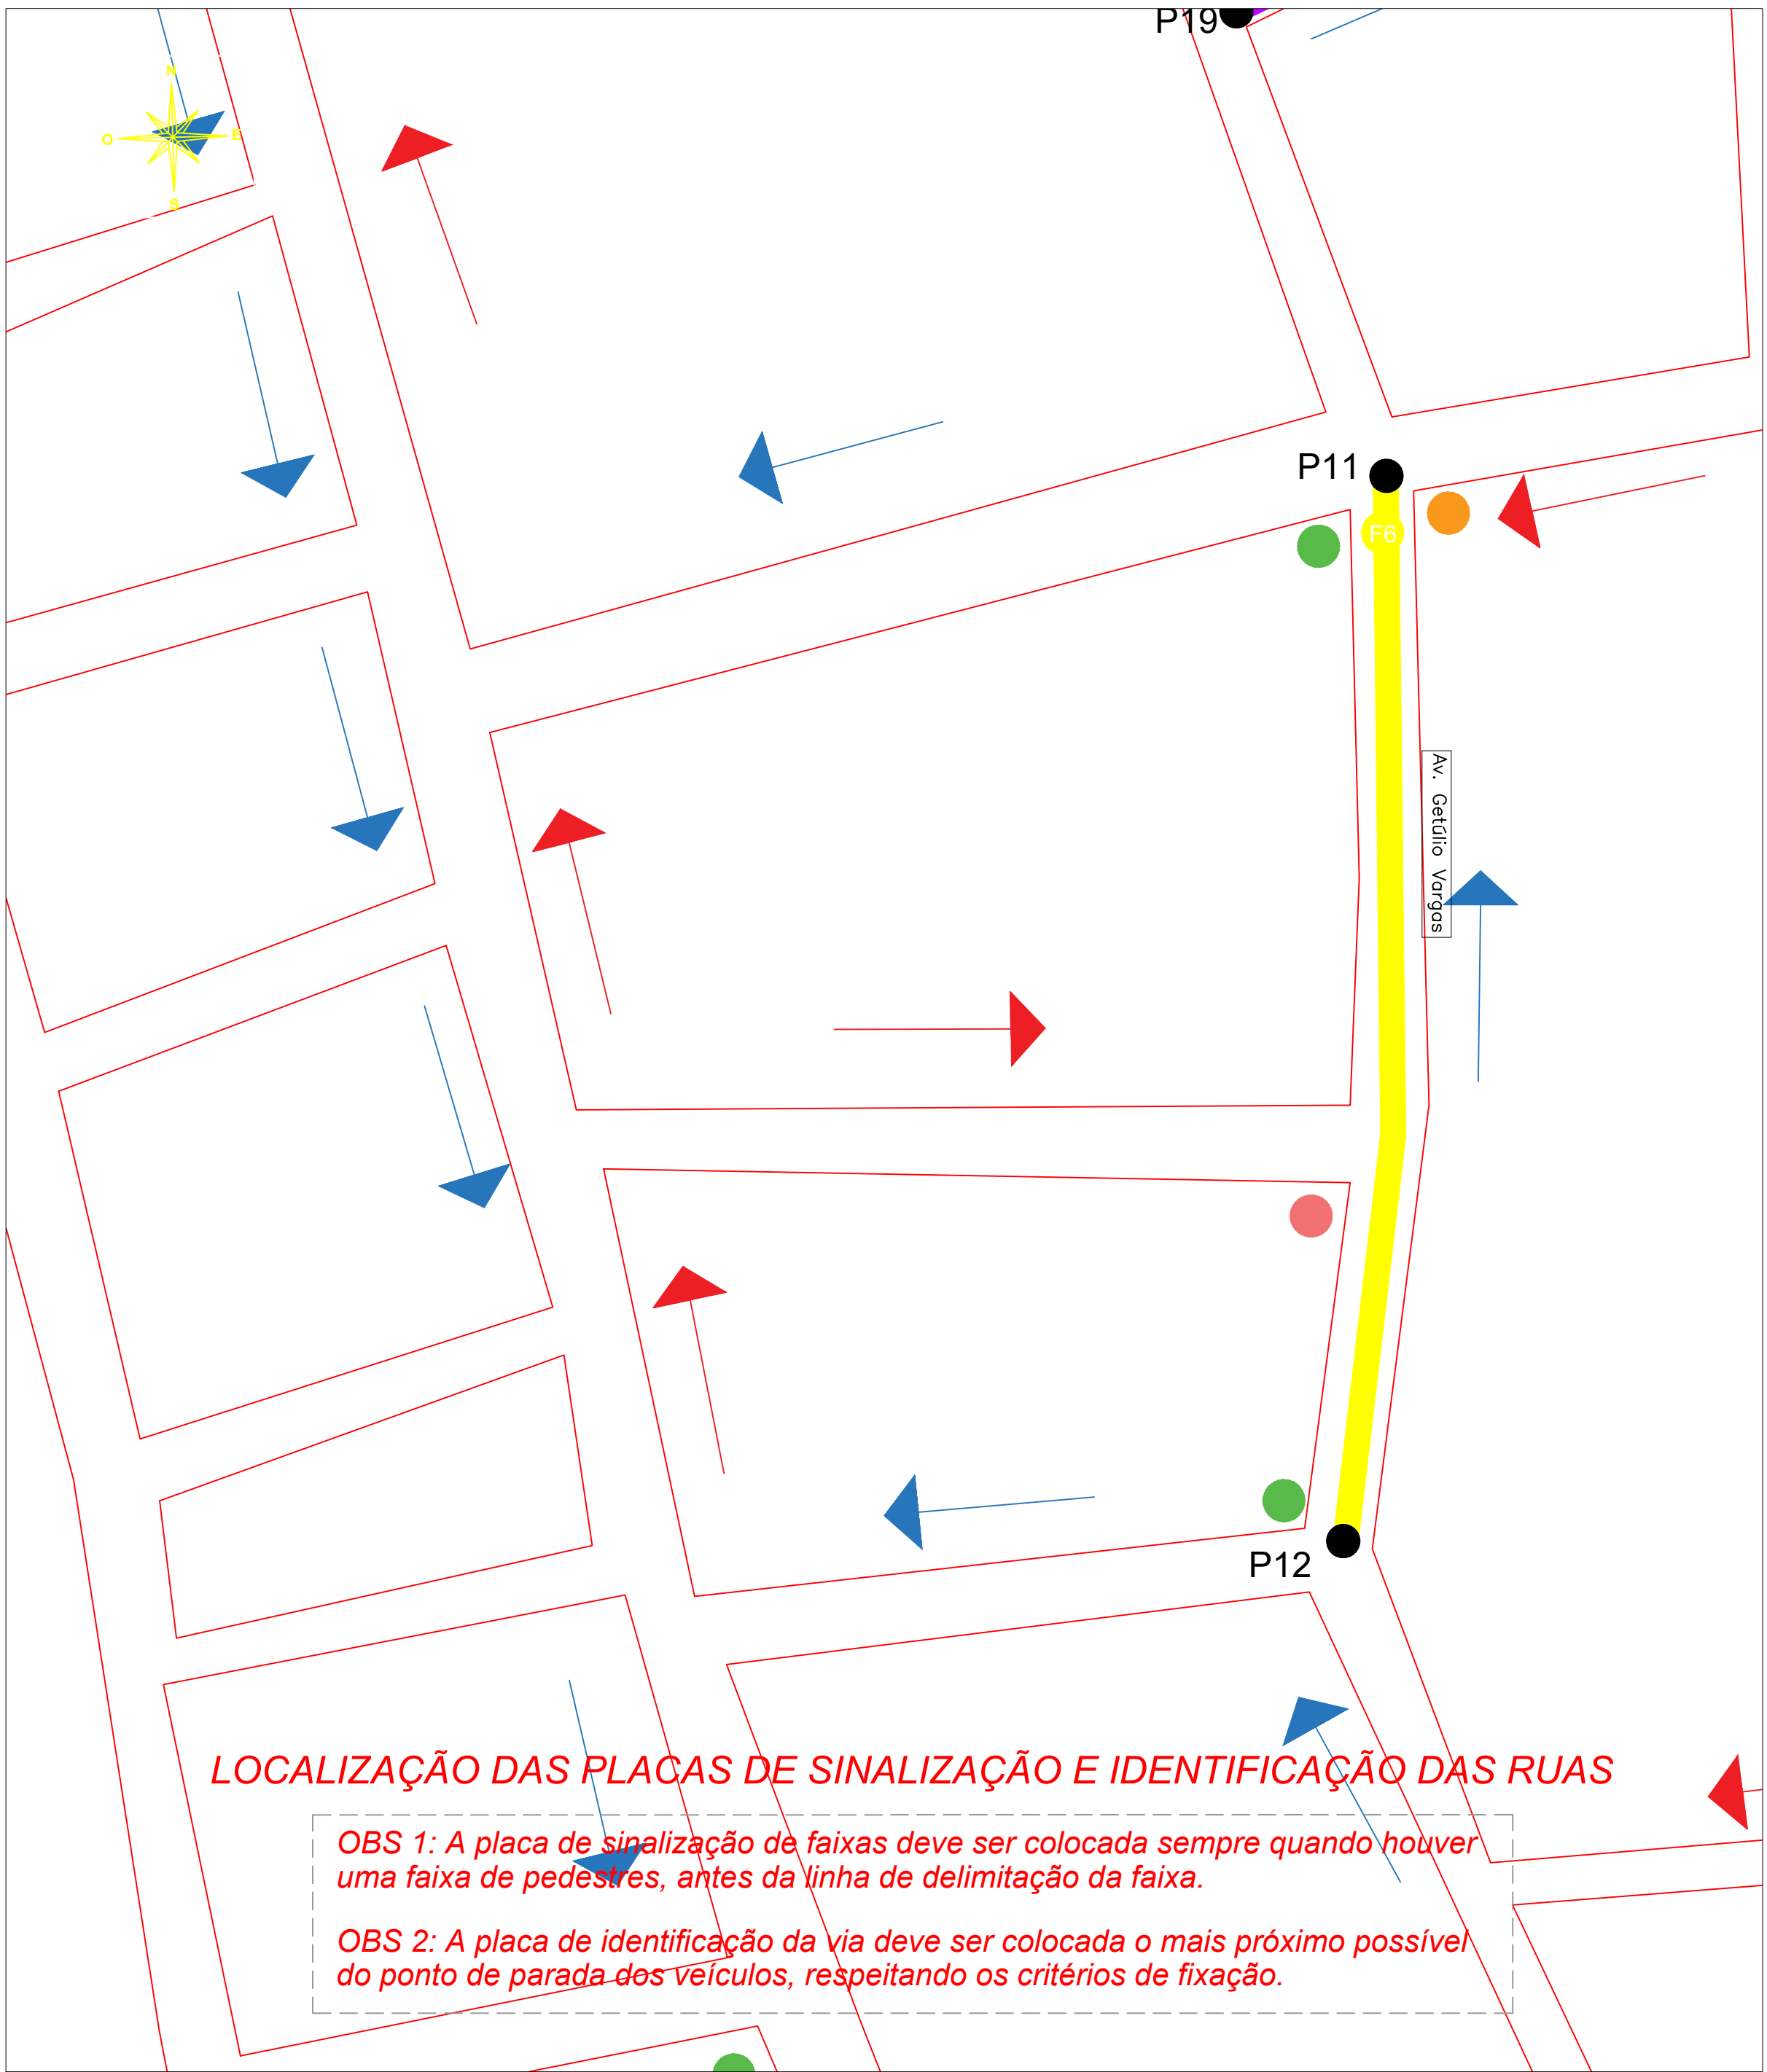 P19
N
O
E
S
P11
F6
Av. Getúlio Vargas
P12
LOCALIZAÇÃO DAS PLACAS DE SINALIZAÇÃO E IDENTIFICAÇÃO DAS RUAS
OBS 1: A placa de sinalização de faixas deve ser colocada sempre quando houver
uma faixa de pedestres, antes da linha de delimitação da faixa.
OBS 2: A placa de identificação da via deve ser colocada o mais próximo possível
do ponto de parada dos veículos, respeitando os critérios de fixação.